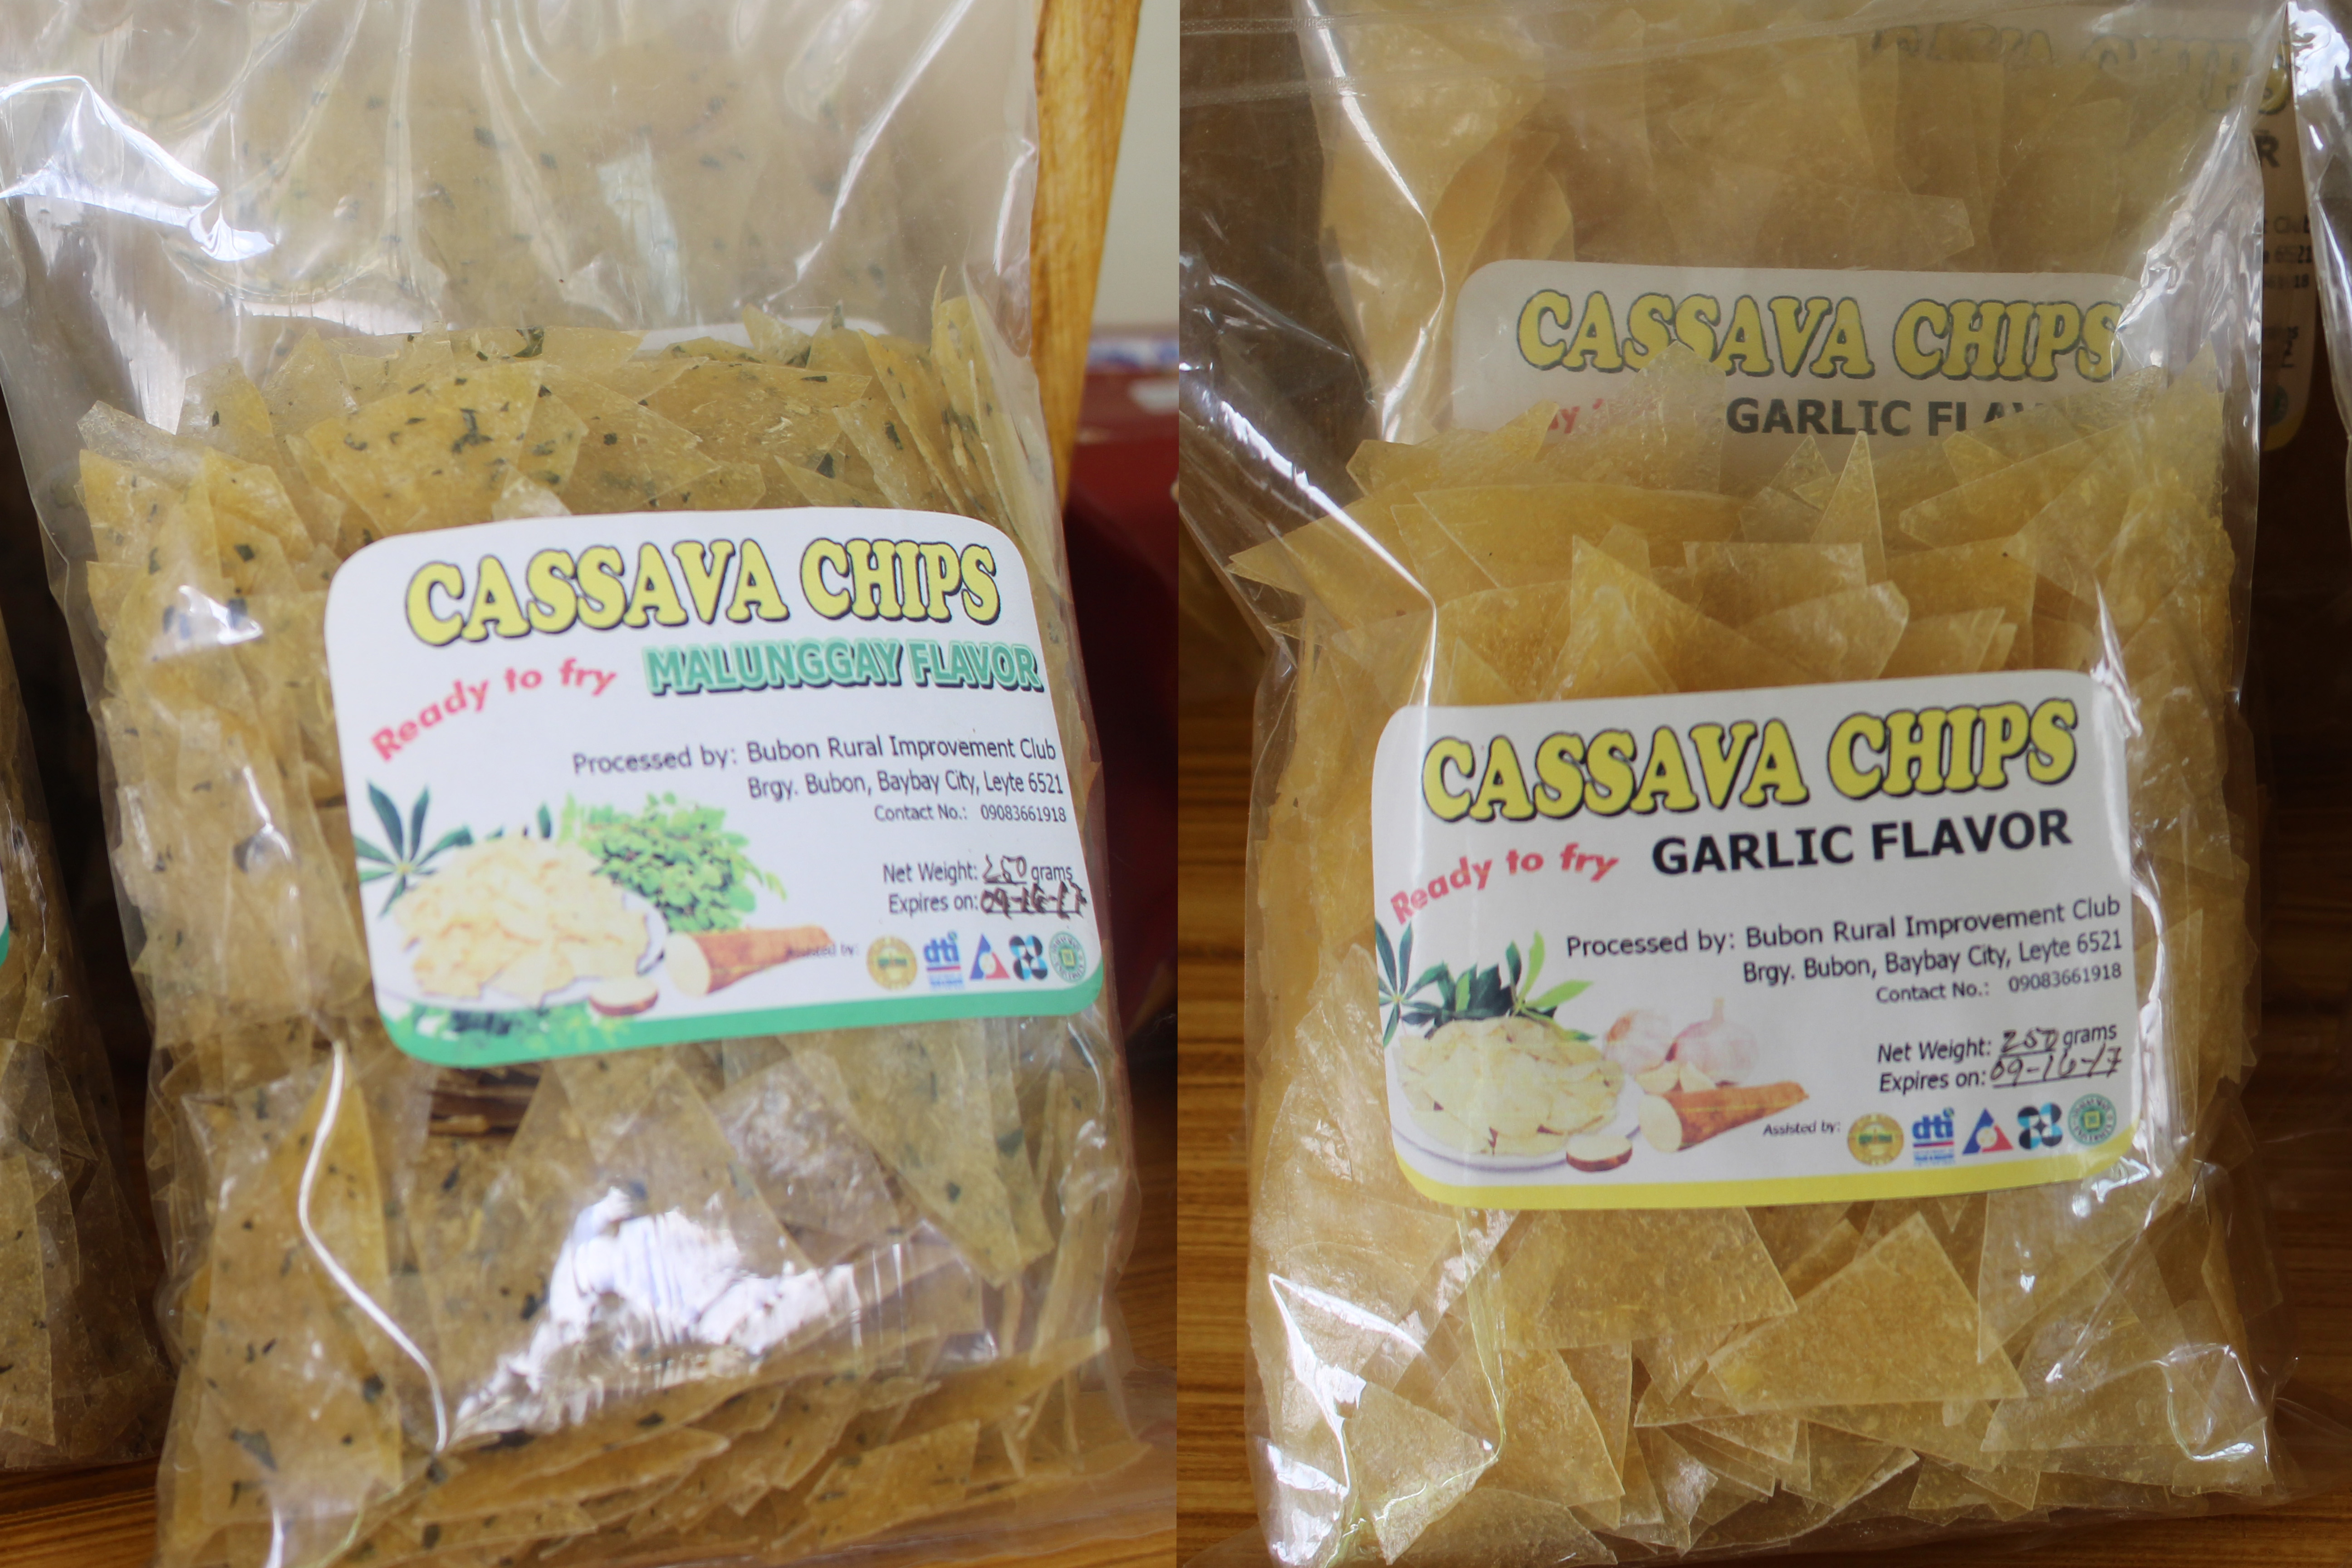 CASSAVA CHIPS
Ready to fry MALUNGGAY FLAVOR
Processed by: Bubon Rural Improvement Club
Brgy. Bubon, Baybay City, Leyte 6521
Contact No.: 09083661918
Net Weight: 250 grams
Expires on: 09-16-17
Assisted by:
dti
CASSAVA CHIPS
GARLIC
CASSAVA CHIPS
Ready to fry GARLIC FLAVOR
Processed by: Bubon Rural Improvement Club
Brgy. Bubon, Baybay City, Leyte 6521
Contact No.: 09083661918
Net Weight: 250 grams
Expires on: 09-16-17
Assisted by:
dti